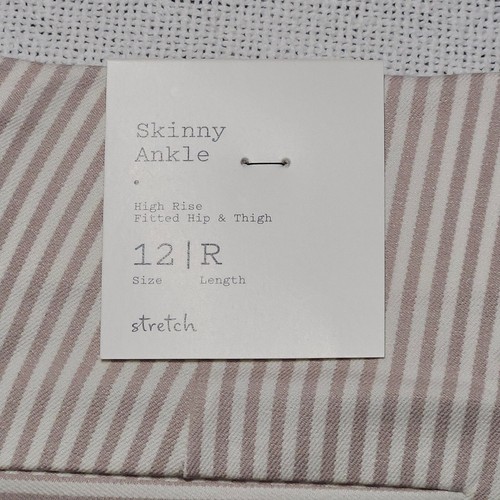 Skinny
Ankle
High Rise
Fitted Hip & Thigh
12|R
Size Length
stretch